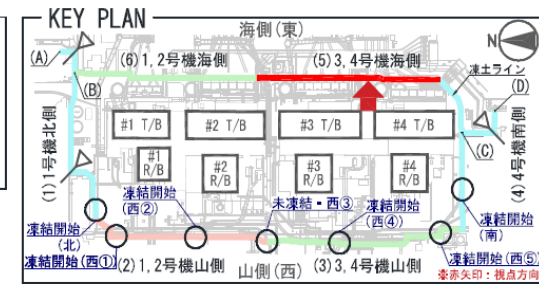 KEY PLAN
海側(東)
N
(A)
(6)1,2号機海側
(5)3,4号機海側
凍土ライン
(B)
(D)
#1 T/B
#2 T/B
#3 T/B
#4 T/B
(1)1号機北側
(C)
(4)4号機南側
#1
R/B
#2
R/B
#3
R/B
#4
R/B
凍結開始
(西②)
未凍結・西③
凍結開始
(西④)
凍結開始
(北)
凍結開始
(南)
凍結開始(西①)
(2)1,2号機山側
山側(西)
(3)3,4号機山側
凍結開始(西⑤)
※赤矢印:視点方向